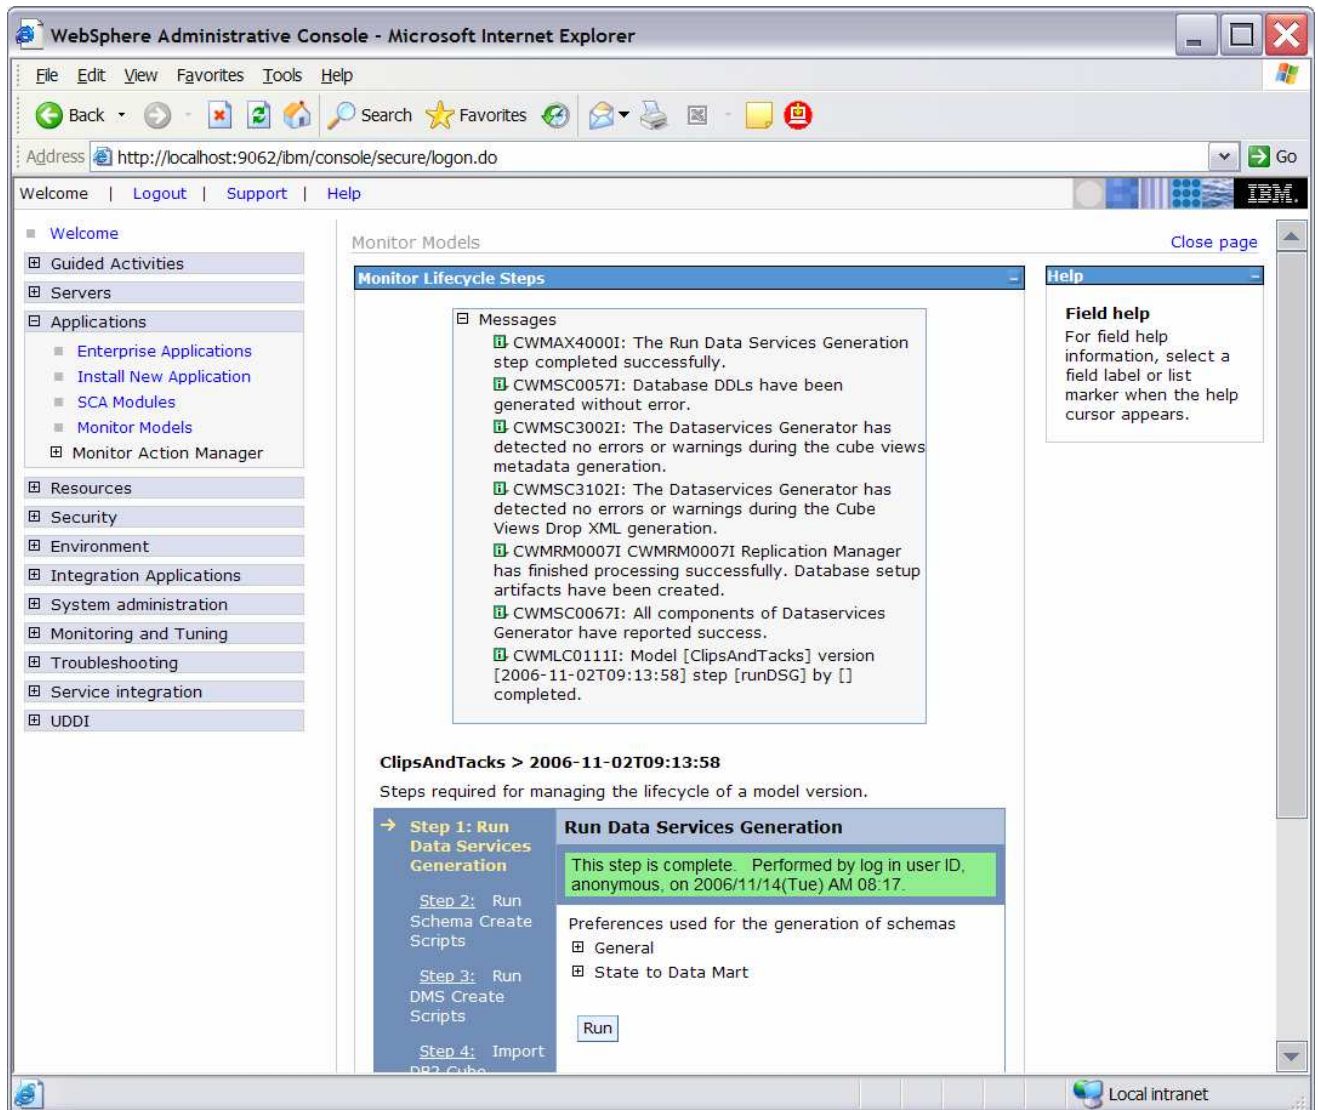 WebSphere Administrative Console - Microsoft Internet Explorer
File Edit View Favorites Tools Help
Back Search Favorites
Address http://localhost:9062/ibm/console/secure/logon.do Go
Welcome | Logout | Support | Help IBM.
Welcome
Guided Activities
Servers
Applications
Enterprise Applications
Install New Application
SCA Modules
Monitor Models
Monitor Action Manager
Resources
Security
Environment
Integration Applications
System administration
Monitoring and Tuning
Troubleshooting
Service integration
UDDI
Monitor Models Close page
Monitor Lifecycle Steps
Messages
CWMAX4000I: The Run Data Services Generation
step completed successfully.
CWMSC0057I: Database DDLs have been
generated without error.
CWMSC3002I: The Dataservices Generator has
detected no errors or warnings during the cube views
metadata generation.
CWMSC3102I: The Dataservices Generator has
detected no errors or warnings during the Cube
Views Drop XML generation.
CWMRM0007I CWMRM0007I Replication Manager
has finished processing successfully. Database setup
artifacts have been created.
CWMSC0067I: All components of Dataservices
Generator have reported success.
CWMLC0111I: Model [ClipsAndTacks] version
[2006-11-02T09:13:58] step [runDSG] by []
completed.
ClipsAndTacks > 2006-11-02T09:13:58
Steps required for managing the lifecycle of a model version.
Step 1: Run
Data Services
Generation
Step 2: Run
Schema Create
Scripts
Step 3: Run
DMS Create
Scripts
Step 4: Import
DB2 Cube
Run Data Services Generation
This step is complete. Performed by log in user ID,
anonymous, on 2006/11/14(Tue) AM 08:17.
Preferences used for the generation of schemas
General
State to Data Mart
Run
Help
Field help
For field help
information, select a
field label or list
marker when the help
cursor appears.
Local intranet